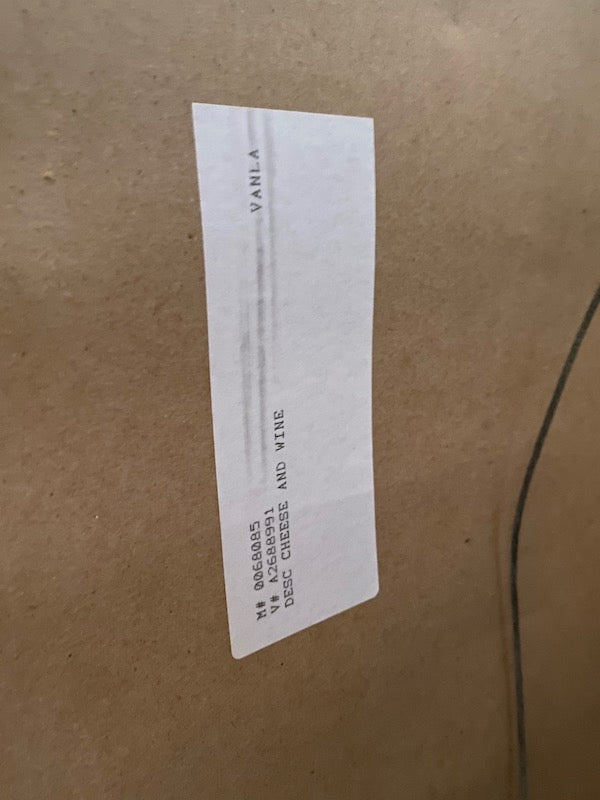 M# 0068085 VANLA
V# A2688991
DESC CHEESE AND WINE